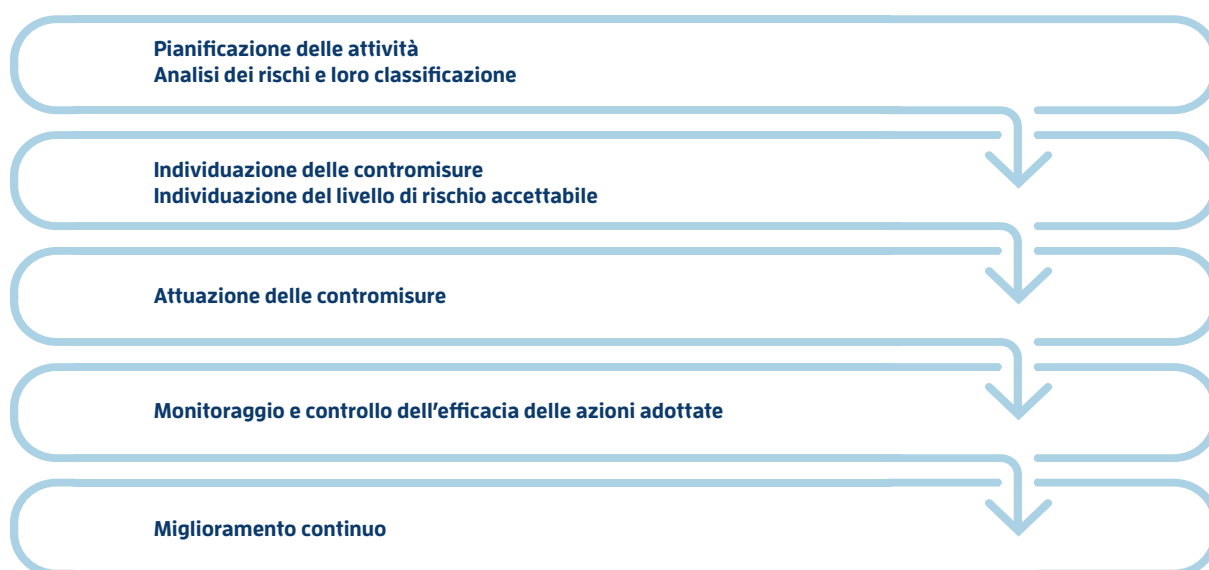 Pianificazione delle attività
Analisi dei rischi e loro classificazione
Individuazione delle contromisure
Individuazione del livello di rischio accettabile
Attuazione delle contromisure
Monitoraggio e controllo dell’efficacia delle azioni adottate
Miglioramento continuo